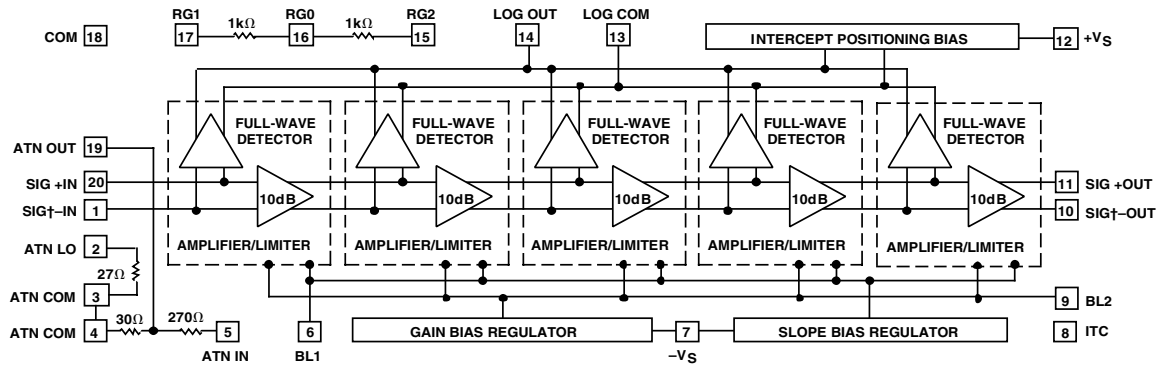 RG1 RG0 RG2 LOG OUT LOG COM
1kΩ 1kΩ
COM 18 17 16 15 14 13 INTERCEPT POSITIONING BIAS 12 +VS
FULL-WAVE DETECTOR
FULL-WAVE DETECTOR
FULL-WAVE DETECTOR
FULL-WAVE DETECTOR
FULL-WAVE DETECTOR
ATN OUT 19
SIG +IN 20
10dB 10dB 10dB 10dB 10dB
11 SIG +OUT
SIG†–IN 1
10 SIG†–OUT
AMPLIFIER/LIMITER AMPLIFIER/LIMITER AMPLIFIER/LIMITER AMPLIFIER/LIMITER AMPLIFIER/LIMITER
ATN LO 2
27Ω
ATN COM 3
9 BL2
30Ω 270Ω
ATN COM 4 5 6 GAIN BIAS REGULATOR 7 SLOPE BIAS REGULATOR 8 ITC
ATN IN BL1 –VS